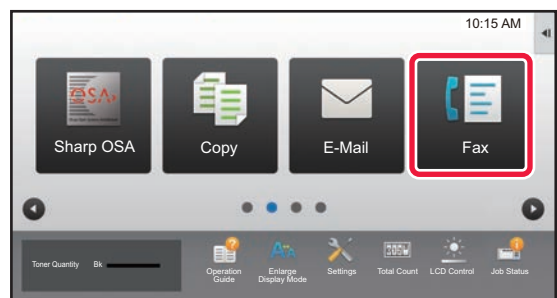 10:15 AM
OSA
Sharp OSA
Copy
E-Mail
Fax
Toner Quantity Bk
Operation Guide
Enlarge Display Mode
Settings
Total Count
LCD Control
Job Status